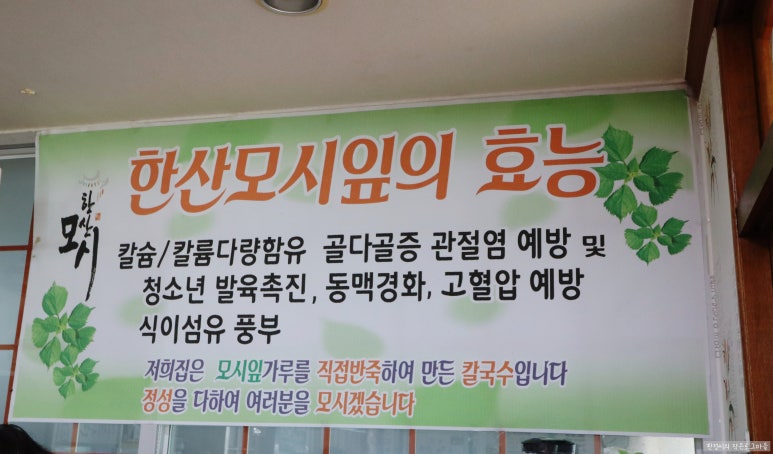 한산모시잎의 효능
한산
모시
칼슘/칼륨다량함유 골다골증 관절염 예방 및
청소년 발육촉진, 동맥경화, 고혈압 예방
식이섬유 풍부
저희집은 모시잎가루를 직접반죽하여 만든 칼국수입니다
정성을 다하여 여러분을 모시겠습니다